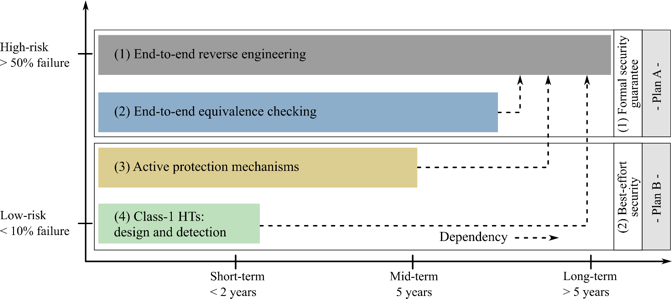 High-risk
> 50% failure
(1) End-to-end reverse engineering
(2) End-to-end equivalence checking
(1) Formal security
guarantee
- Plan A -
(3) Active protection mechanisms
Low-risk
< 10% failure
(4) Class-1 HTs:
design and detection
Dependency
(2) Best-effort
security
- Plan B -
Short-term
< 2 years
Mid-term
5 years
Long-term
> 5 years